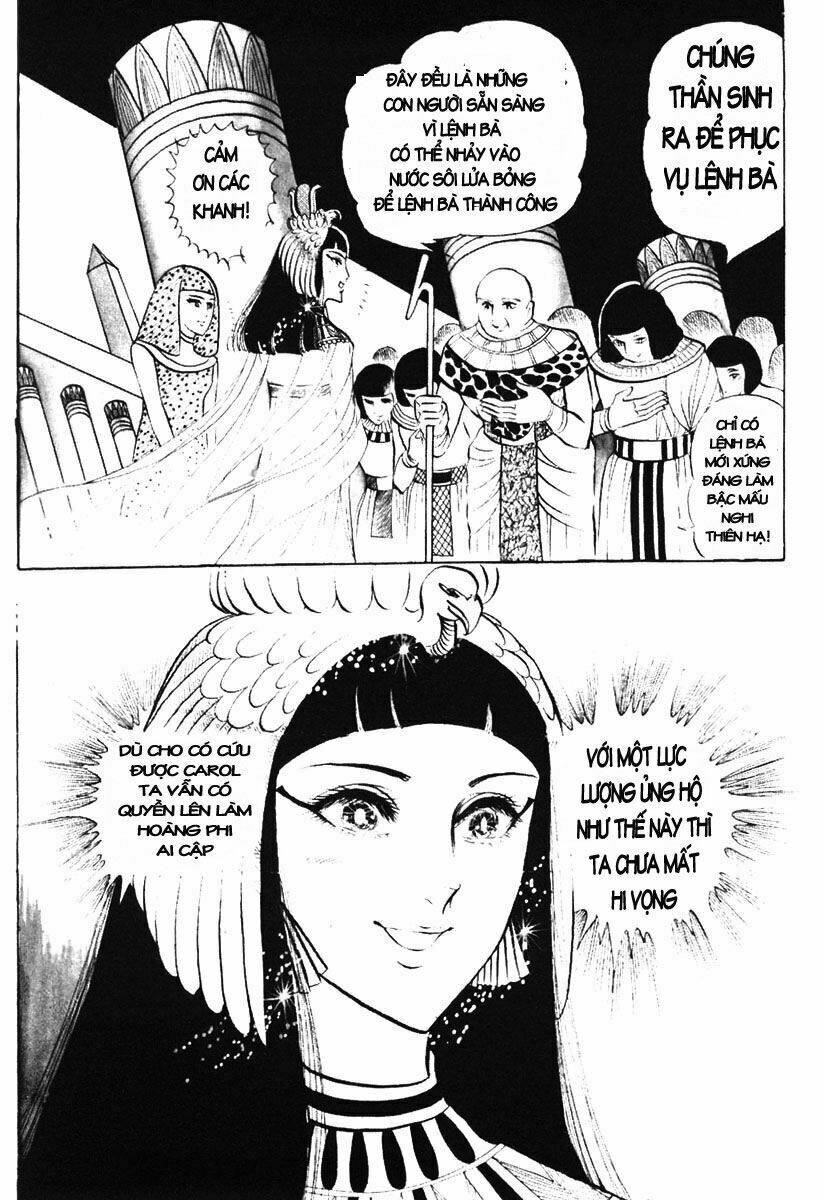 CHÚNG
THẦN SINH
RA ĐỂ PHỤC
VỤ LỆNH BÀ
ĐÂY ĐỀU LÀ NHỮNG
CON NGƯỜI SẴN SÀNG
VÌ LỆNH BÀ
CÓ THỂ NHẢY VÀO
NƯỚC SÔI LỬA BỎNG
ĐỂ LỆNH BÀ THÀNH CÔNG
CẢM
ƠN CÁC
KHANH!
CHỈ CÓ
LỆNH BÀ
MỚI XỨNG
ĐÁNG LÀM
BẬC MẤU
NGHI
THIÊN HẠ!
VỚI MỘT LỰC
LƯỢNG ỦNG HỘ
NHƯ THẾ NÀY THÌ
TA CHƯA MẤT
HI VỌNG
DÙ CHO CÓ CỨU
ĐƯỢC CAROL
TA VẪN CÓ
QUYỀN LÊN LÀM
HOÀNG PHI
AI CẬP